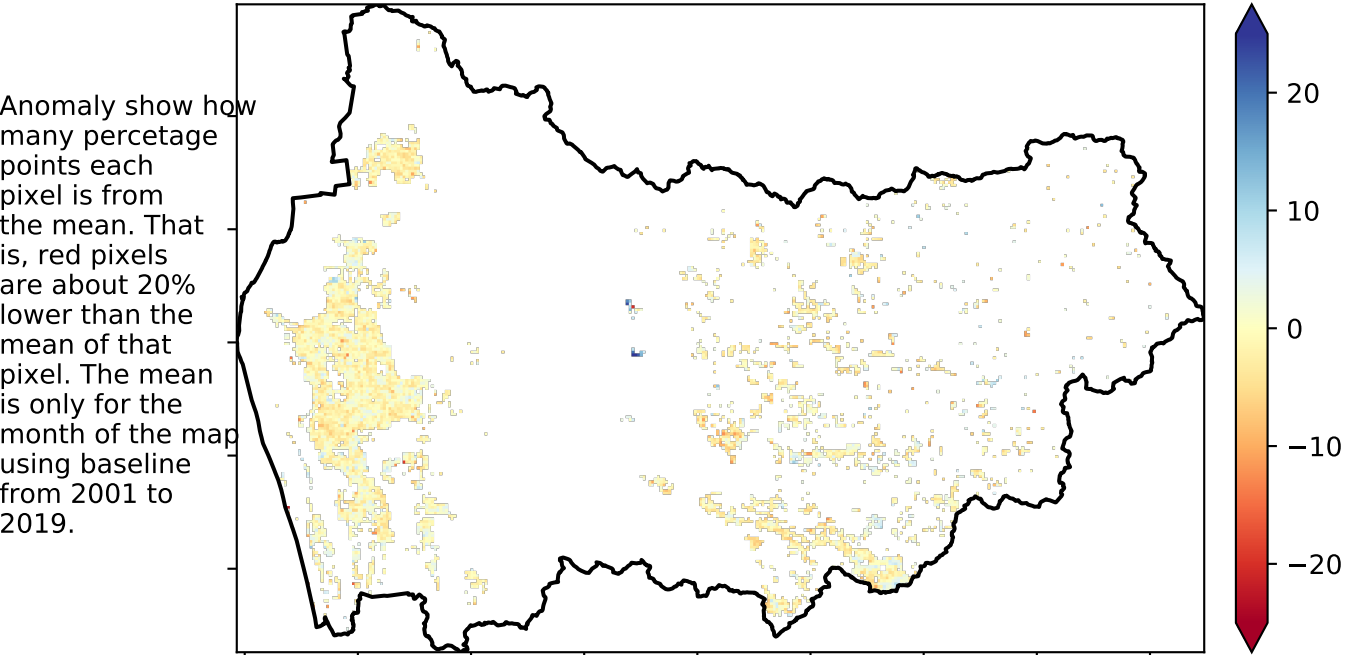 Anomaly show how
many percetage
points each
pixel is from
the mean. That
is, red pixels
are about 20%
lower than the
mean of that
pixel. The mean
is only for the
month of the map
using baseline
from 2001 to
2019.
20
10
0
−10
−20